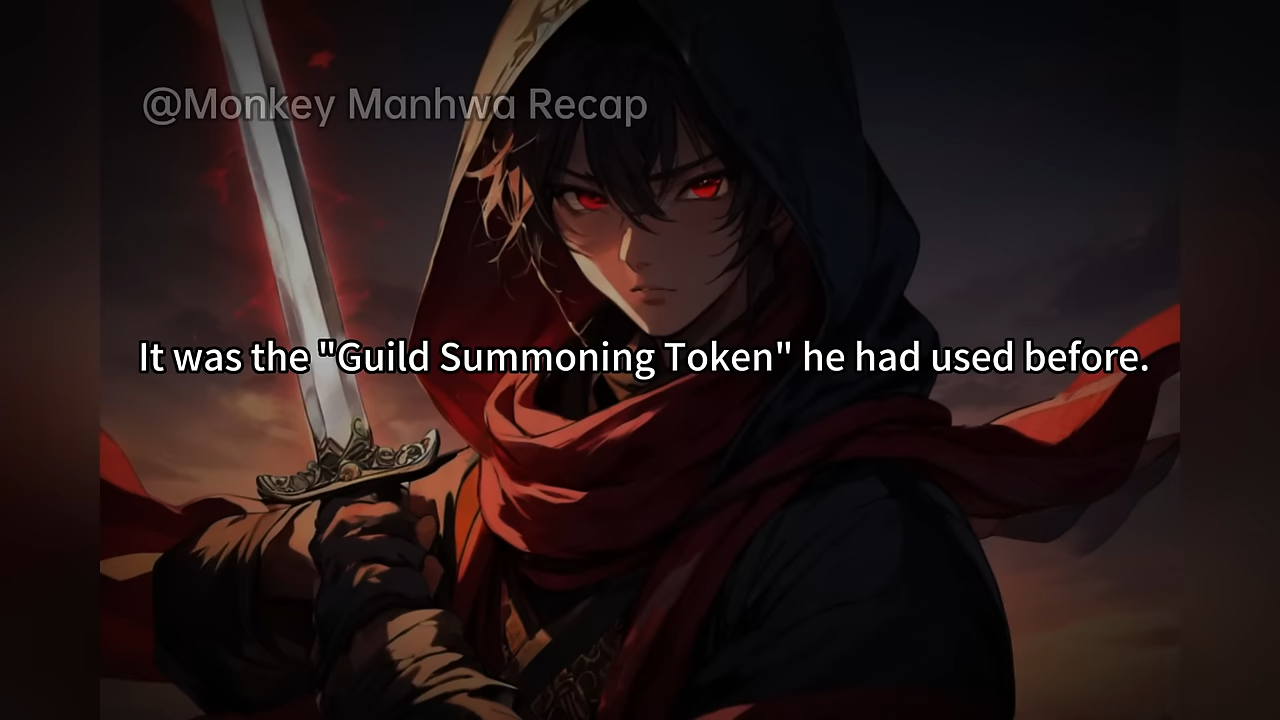 @Monkey Manhwa Recap
It was the "Guild Summoning Token" he had used before.